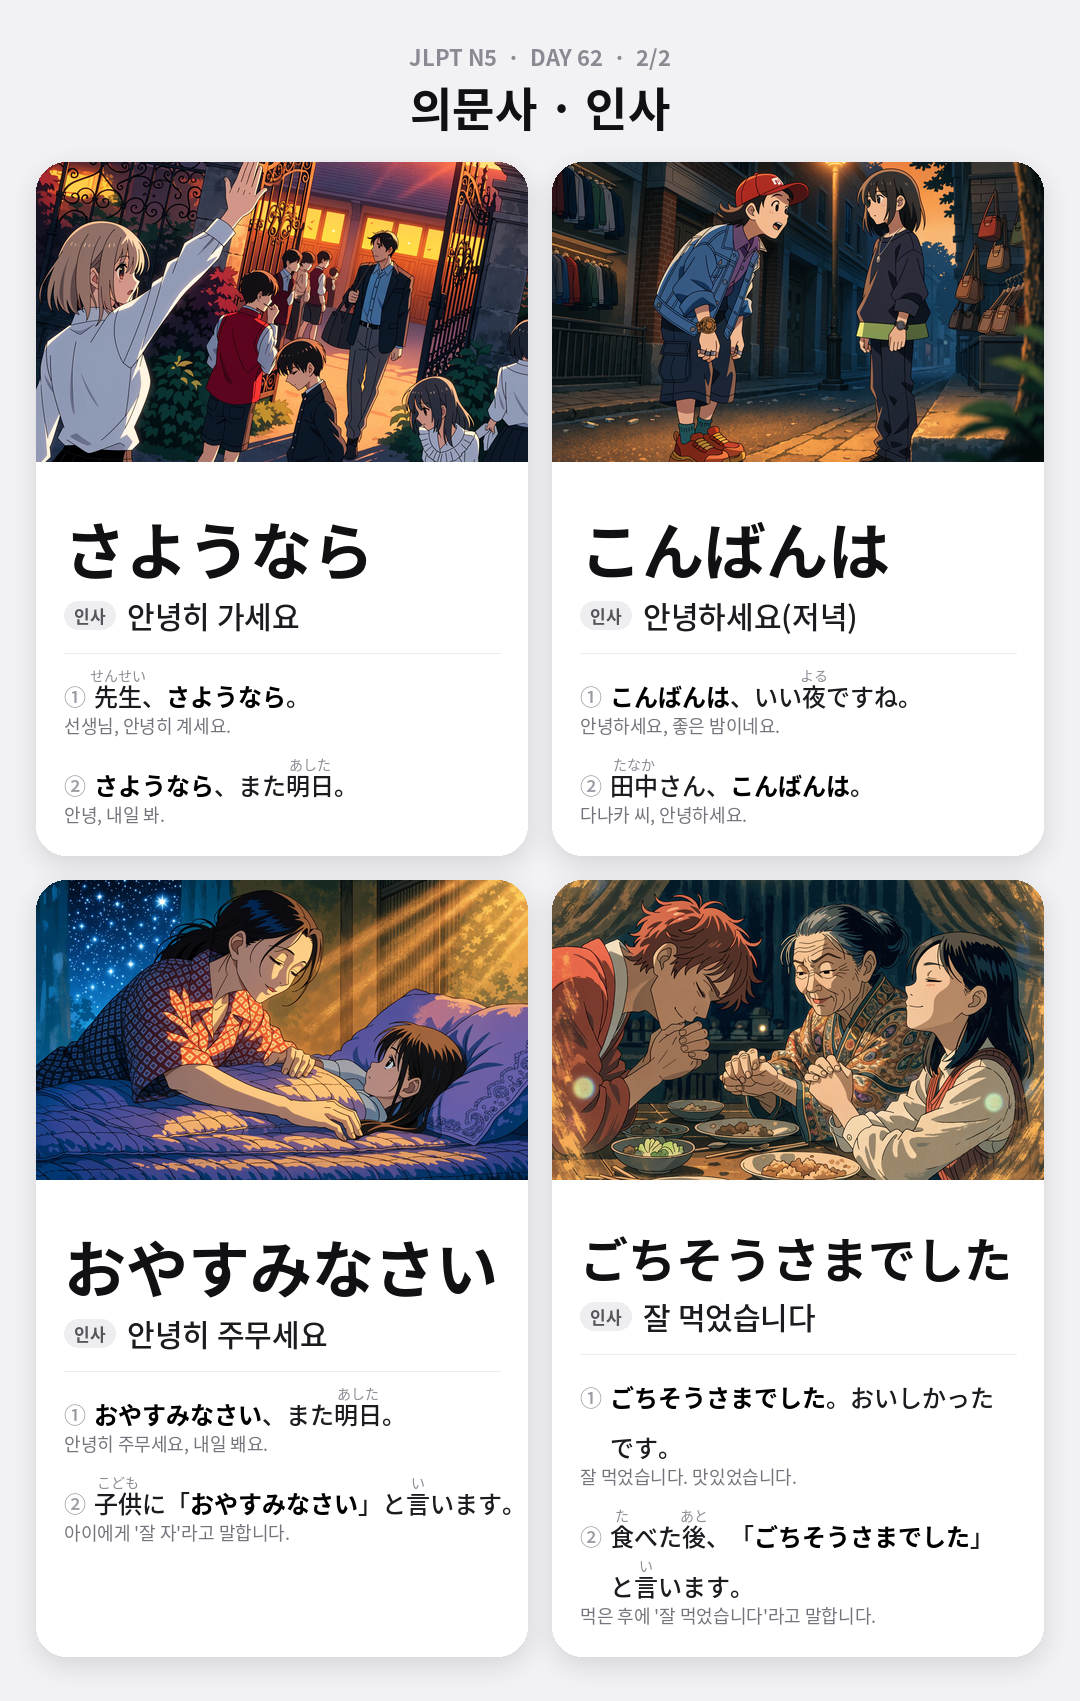 JLPT N5 · DAY 62 · 2/2
의문사 · 인사
さようなら
인사 안녕히 가세요
せんせい
① 先生、さようなら。
선생님, 안녕히 계세요.
あした
② さようなら、また明日。
안녕, 내일 봐.
こんばんは
인사 안녕하세요(저녁)
よる
① こんばんは、いい夜ですね。
안녕하세요, 좋은 밤이네요.
たなか
② 田中さん、こんばんは。
다나카 씨, 안녕하세요.
おやすみなさい
인사 안녕히 주무세요
あした
① おやすみなさい、また明日。
안녕히 주무세요, 내일 봬요.
こども い
② 子供に「おやすみなさい」と言います。
아이에게 '잘 자'라고 말합니다.
ごちそうさまでした
인사 잘 먹었습니다
① ごちそうさまでした。おいしかった
です。
잘 먹었습니다. 맛있었습니다.
た あと
② 食べた後、「ごちそうさまでした」
い
と言います。
먹은 후에 '잘 먹었습니다'라고 말합니다.